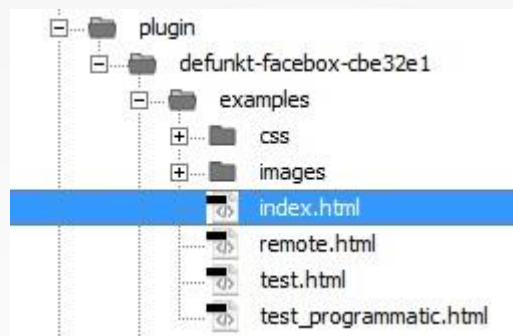 plugin
defunkt-facebox-cbe32e1
examples
css
images
index.html
remote.html
test.html
test_programmatic.html